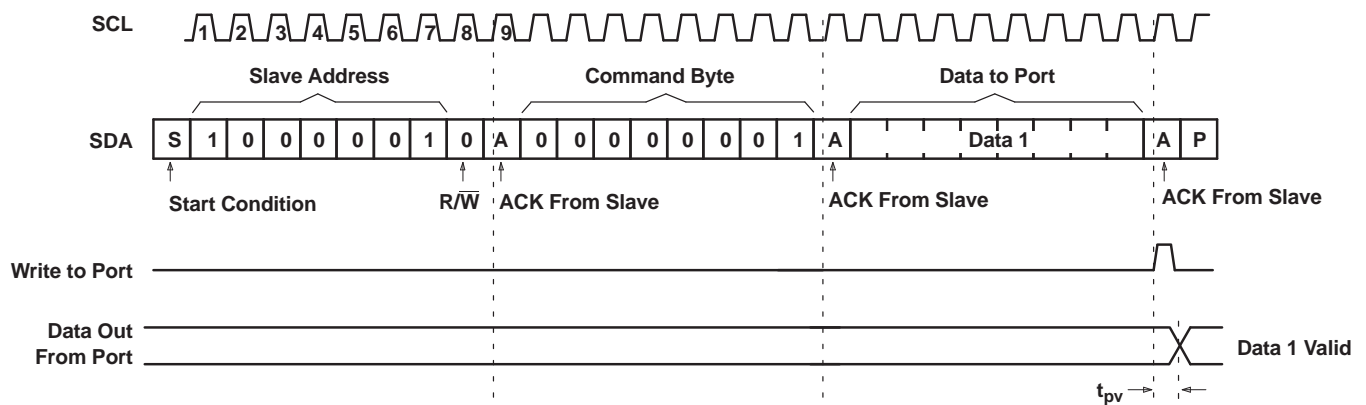 SCL 1 2 3 4 5 6 7 8 9
Slave Address Command Byte Data to Port
SDA S 1 0 0 0 0 0 1 0 A 0 0 0 0 0 0 0 1 A Data 1 A P
Start Condition R/W̅ ACK From Slave ACK From Slave ACK From Slave
Write to Port
Data Out
From Port
Data 1 Valid
tpv